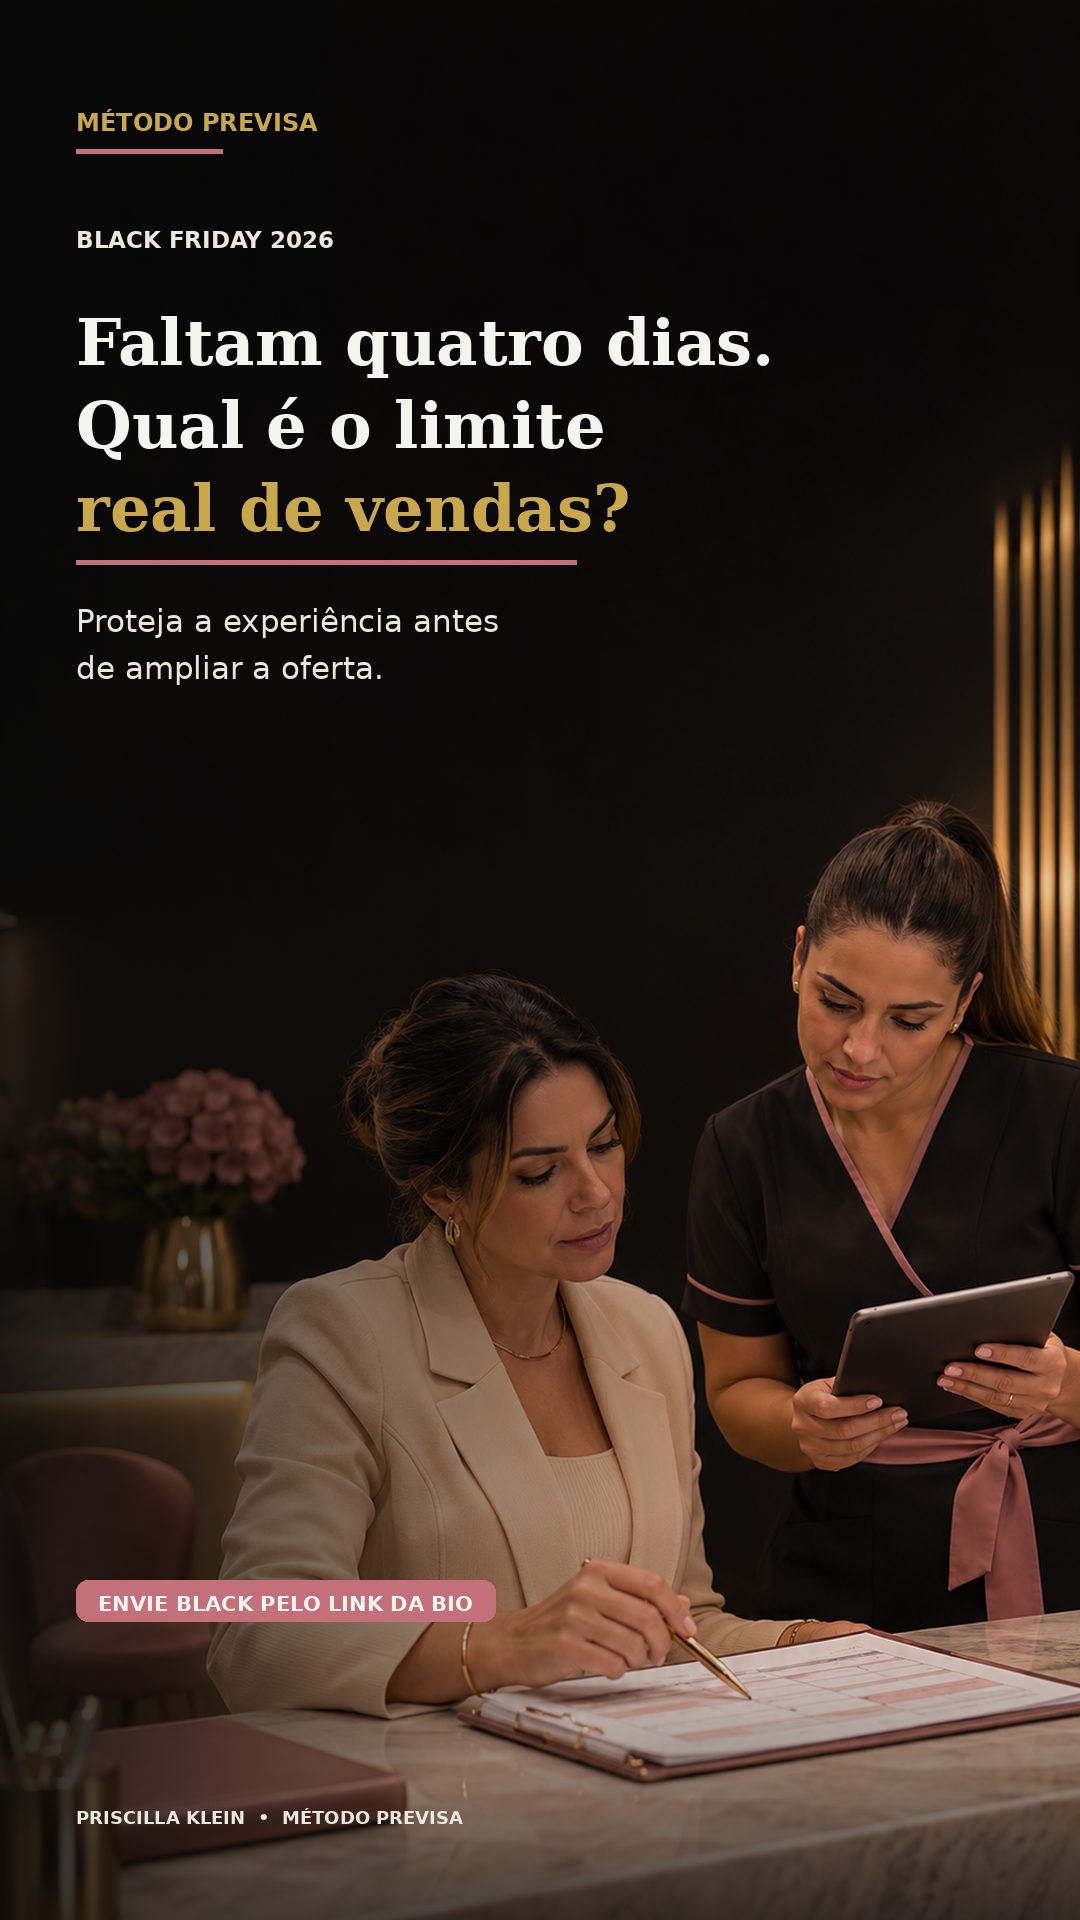 MÉTODO PREVISA
BLACK FRIDAY 2026
Faltam quatro dias.
Qual é o limite
real de vendas?
Proteja a experiência antes
de ampliar a oferta.
ENVIE BLACK PELO LINK DA BIO
PRISCILLA KLEIN • MÉTODO PREVISA